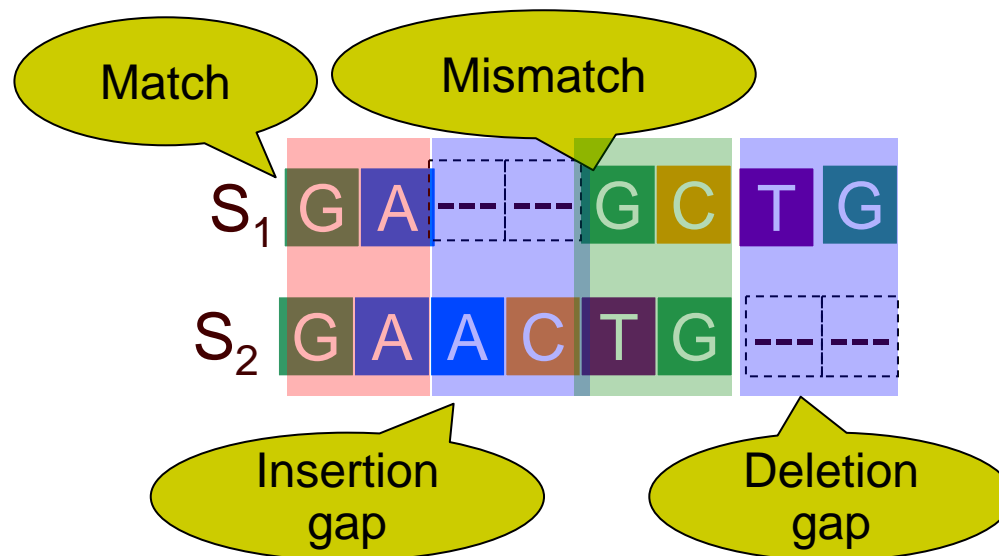 Match
Mismatch
S1 G A --- --- G C T G
S2 G A A C T G --- ---
Insertion
gap
Deletion
gap